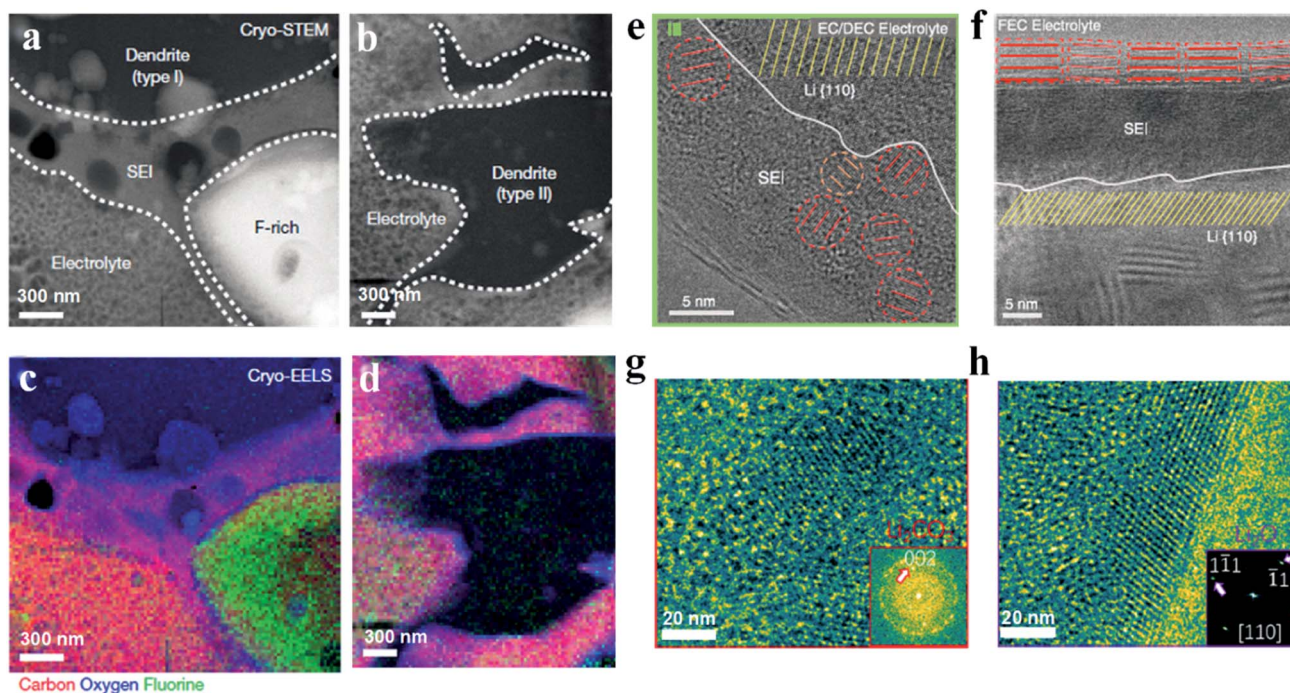 a
Cryo-STEM
Dendrite
(type I)
SEI
F-rich
Electrolyte
300 nm
b
Dendrite
(type II)
Electrolyte
300 nm
e
EC/DEC Electrolyte
Li {110}
SEI
5 nm
f
FEC Electrolyte
SEI
Li {110}
5 nm
c
Cryo-EELS
300 nm
Carbon Oxygen Fluorine
d
300 nm
g
002
20 nm
h
11̅1
[110]
20 nm